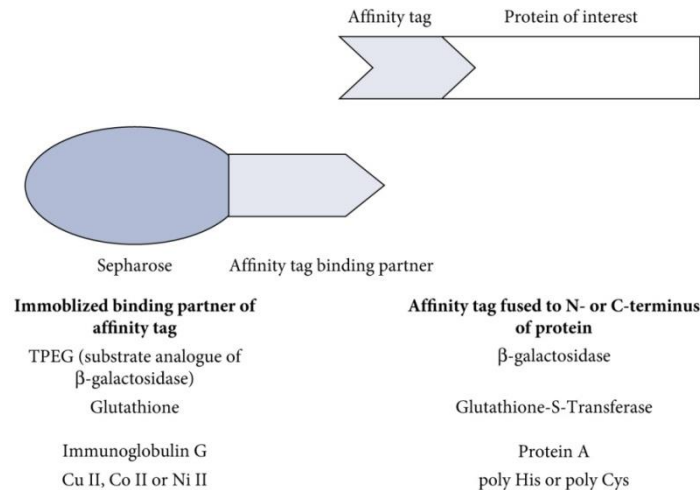 Affinity tag Protein of interest
Sepharose Affinity tag binding partner
Immoblized binding partner of
affinity tag
Affinity tag fused to N- or C-terminus
of protein
TPEG (substrate analogue of
β-galactosidase)
β-galactosidase
Glutathione Glutathione-S-Transferase
Immunoglobulin G Protein A
Cu II, Co II or Ni II poly His or poly Cys